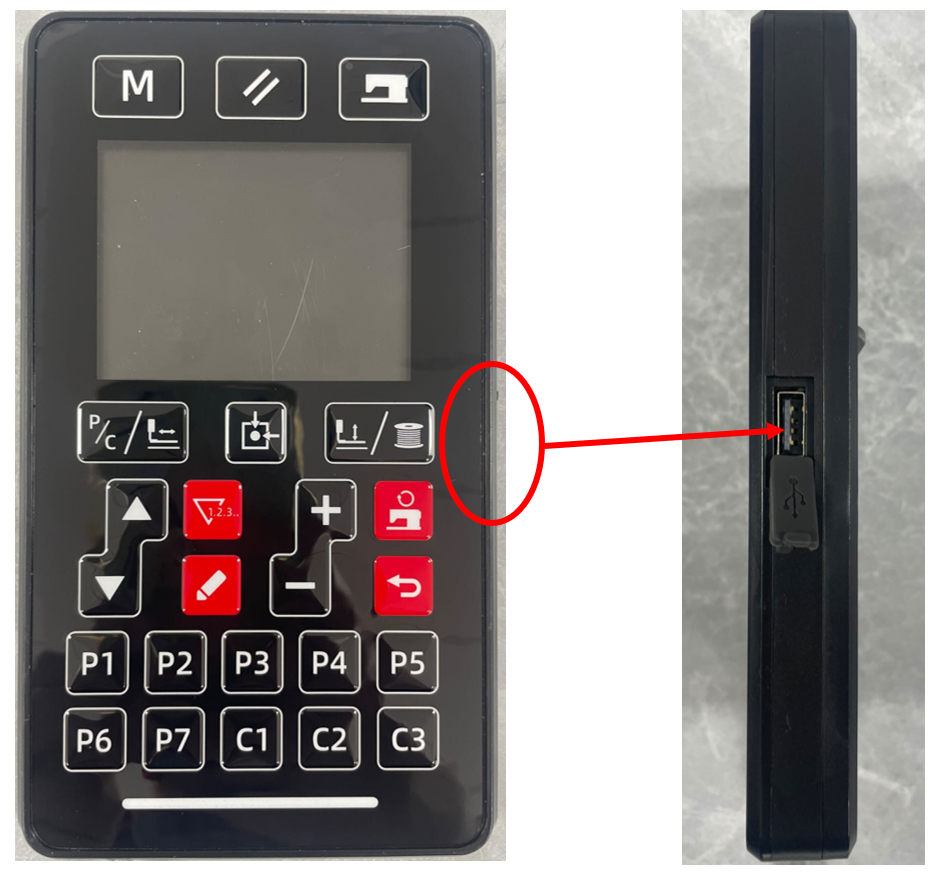 M
P/C /
/
1.2.3..
+
−
P1 P2 P3 P4 P5
P6 P7 C1 C2 C3